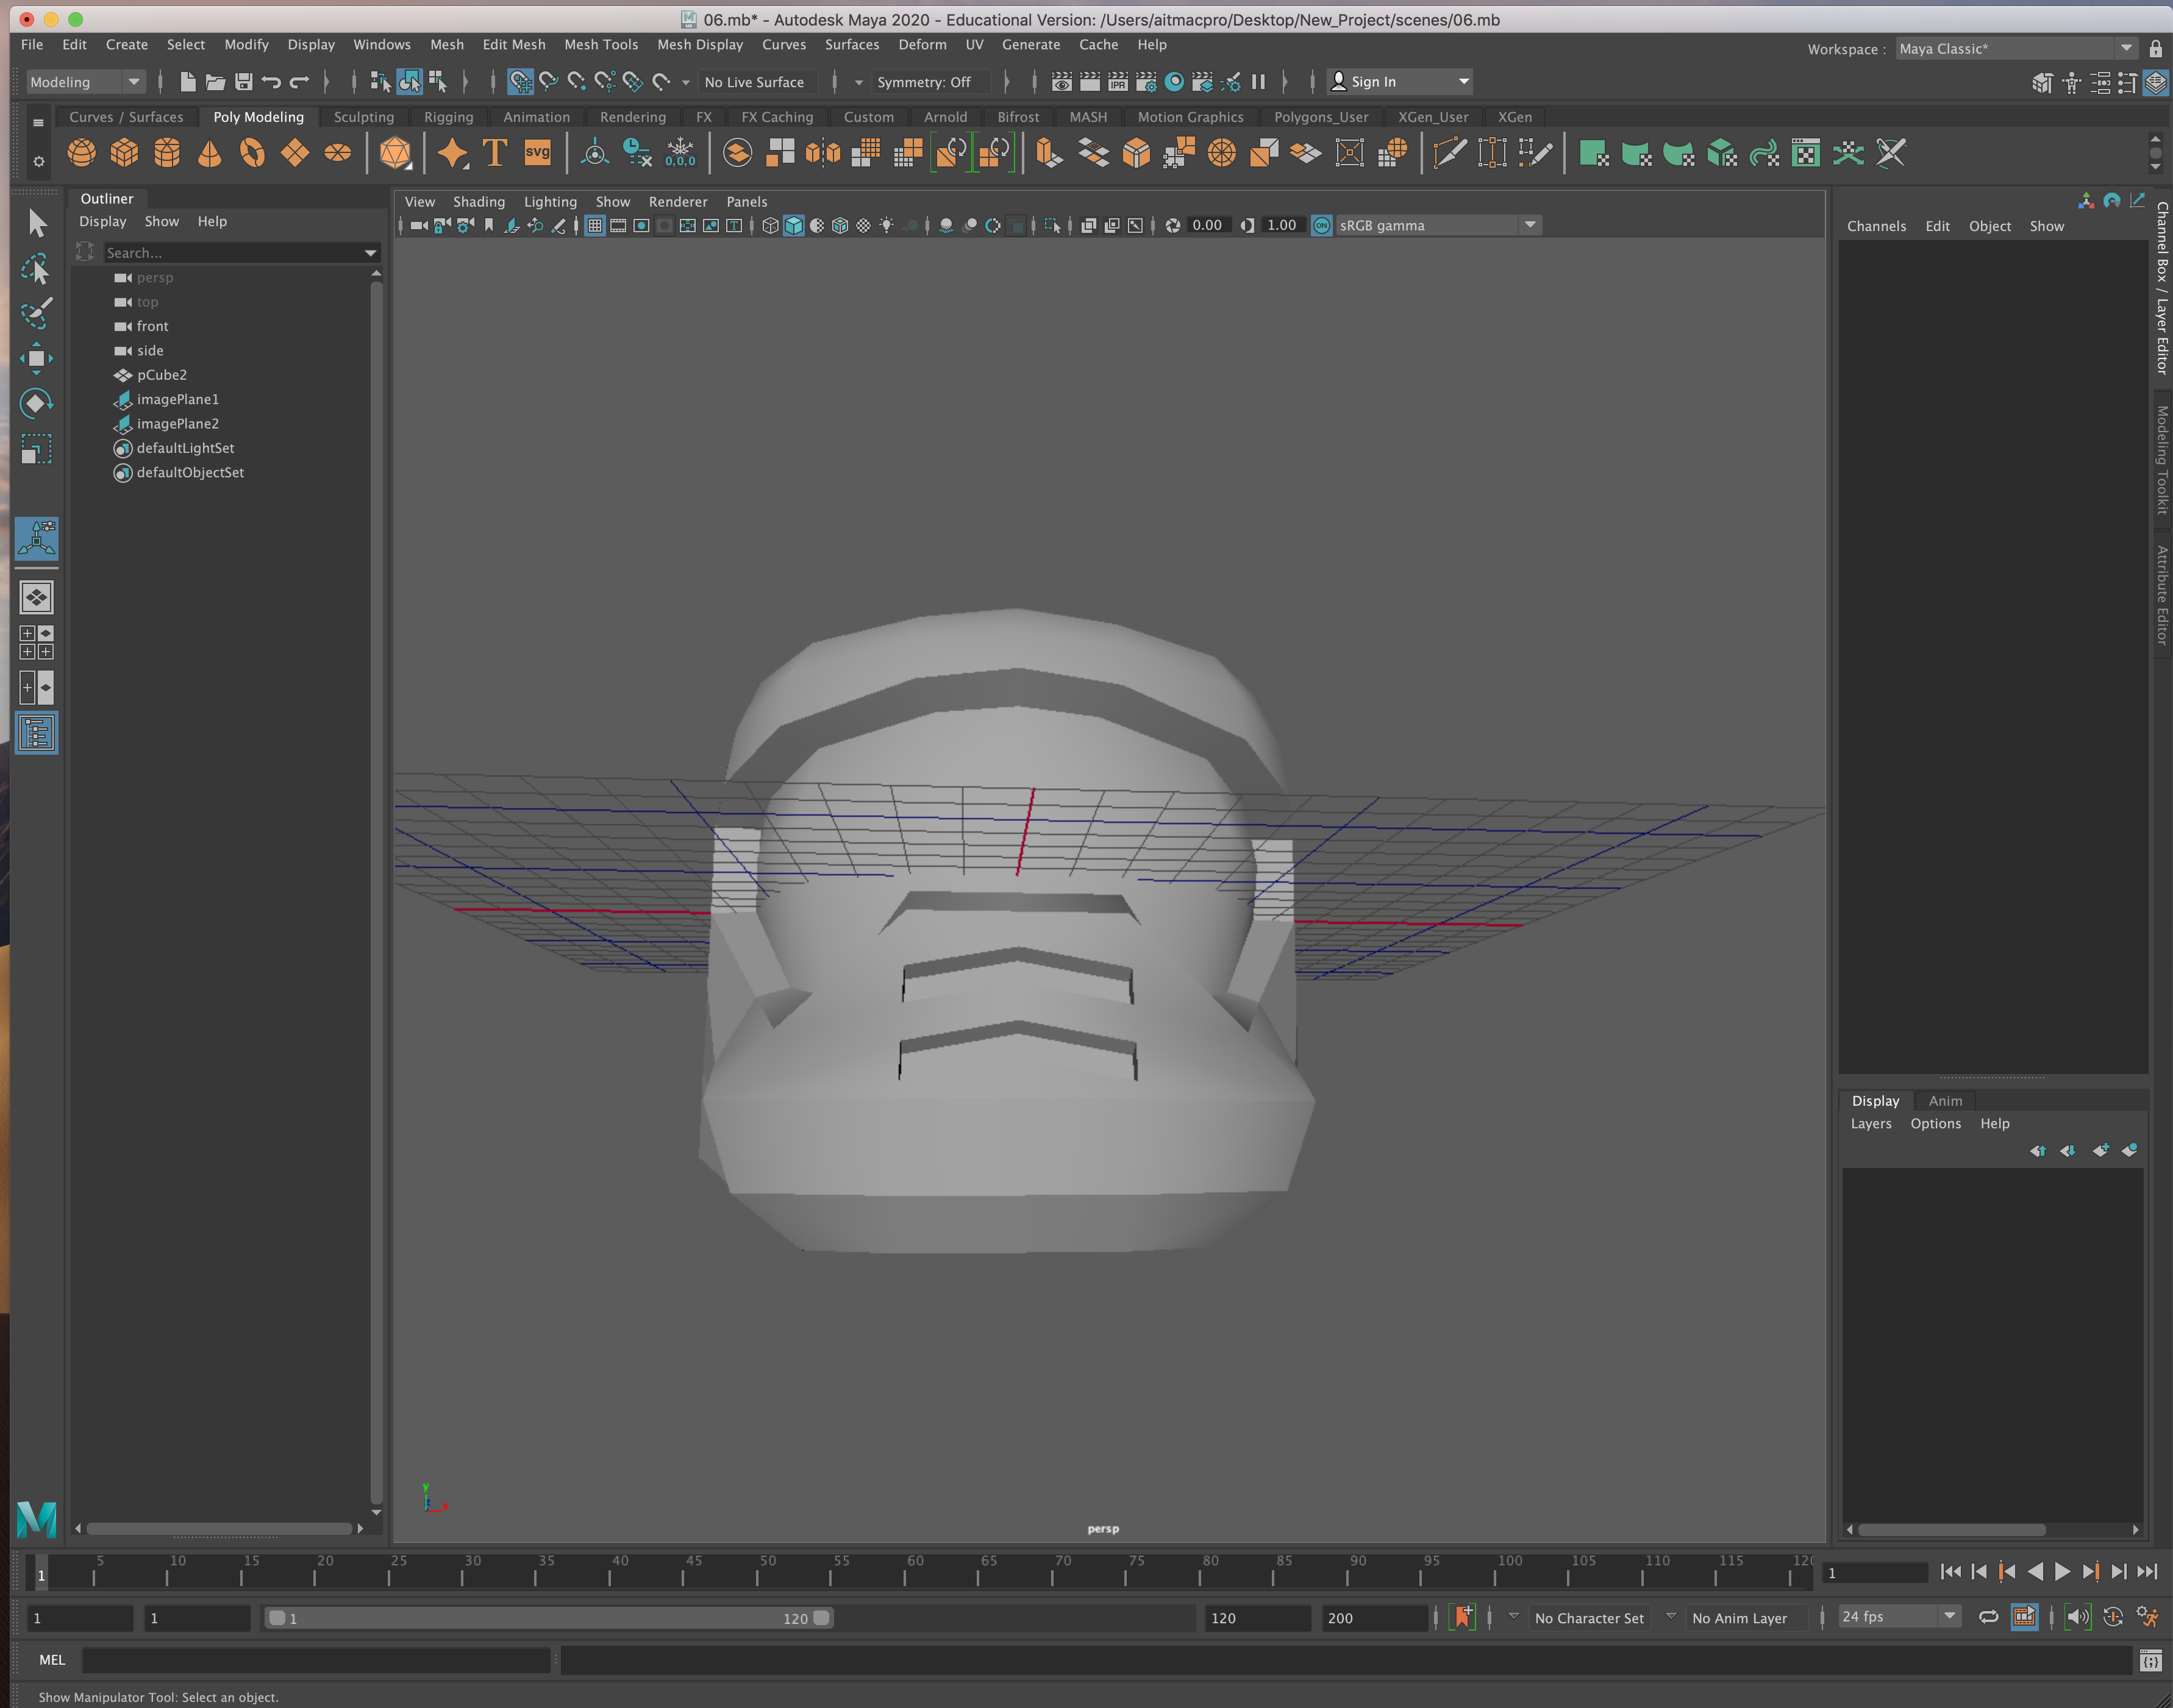 06.mb* - Autodesk Maya 2020 - Educational Version: /Users/aitmacpro/Desktop/New_Project/scenes/06.mb
File Edit Create Select Modify Display Windows Mesh Edit Mesh Mesh Tools Mesh Display Curves Surfaces Deform UV Generate Cache Help
Workspace : Maya Classic*
Modeling No Live Surface Symmetry: Off IPR Sign In
Curves / Surfaces Poly Modeling Sculpting Rigging Animation Rendering FX FX Caching Custom Arnold Bifrost MASH Motion Graphics Polygons_User XGen_User XGen
T svg 0,0,0
Outliner
Display Show Help
Search...
persp
top
front
side
pCube2
imagePlane1
imagePlane2
defaultLightSet
defaultObjectSet
View Shading Lighting Show Renderer Panels
0.00 1.00 ON sRGB gamma
y
x
persp
Channels Edit Object Show
Channel Box / Layer Editor
Modeling Toolkit
Attribute Editor
Display Anim
Layers Options Help
5 10 15 20 25 30 35 40 45 50 55 60 65 70 75 80 85 90 95 100 105 110 115 120
1 1
1 1 1 120 120 200 No Character Set No Anim Layer 24 fps
MEL
Show Manipulator Tool: Select an object.